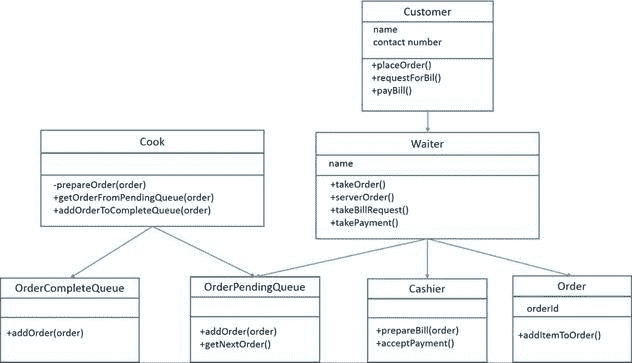 Customer
name
contact number
+placeOrder()
+requestForBil()
+payBill()
Cook
-prepareOrder(order)
+getOrderFromPendingQueue(order)
+addOrderToCompleteQueue(order)
Waiter
name
+takeOrder()
+serverOrder()
+takeBillRequest()
+takePayment()
OrderCompleteQueue
+addOrder(order)
OrderPendingQueue
+addOrder(order)
+getNextOrder()
Cashier
+prepareBill(order)
+acceptPayment()
Order
orderId
+addItemToOrder()